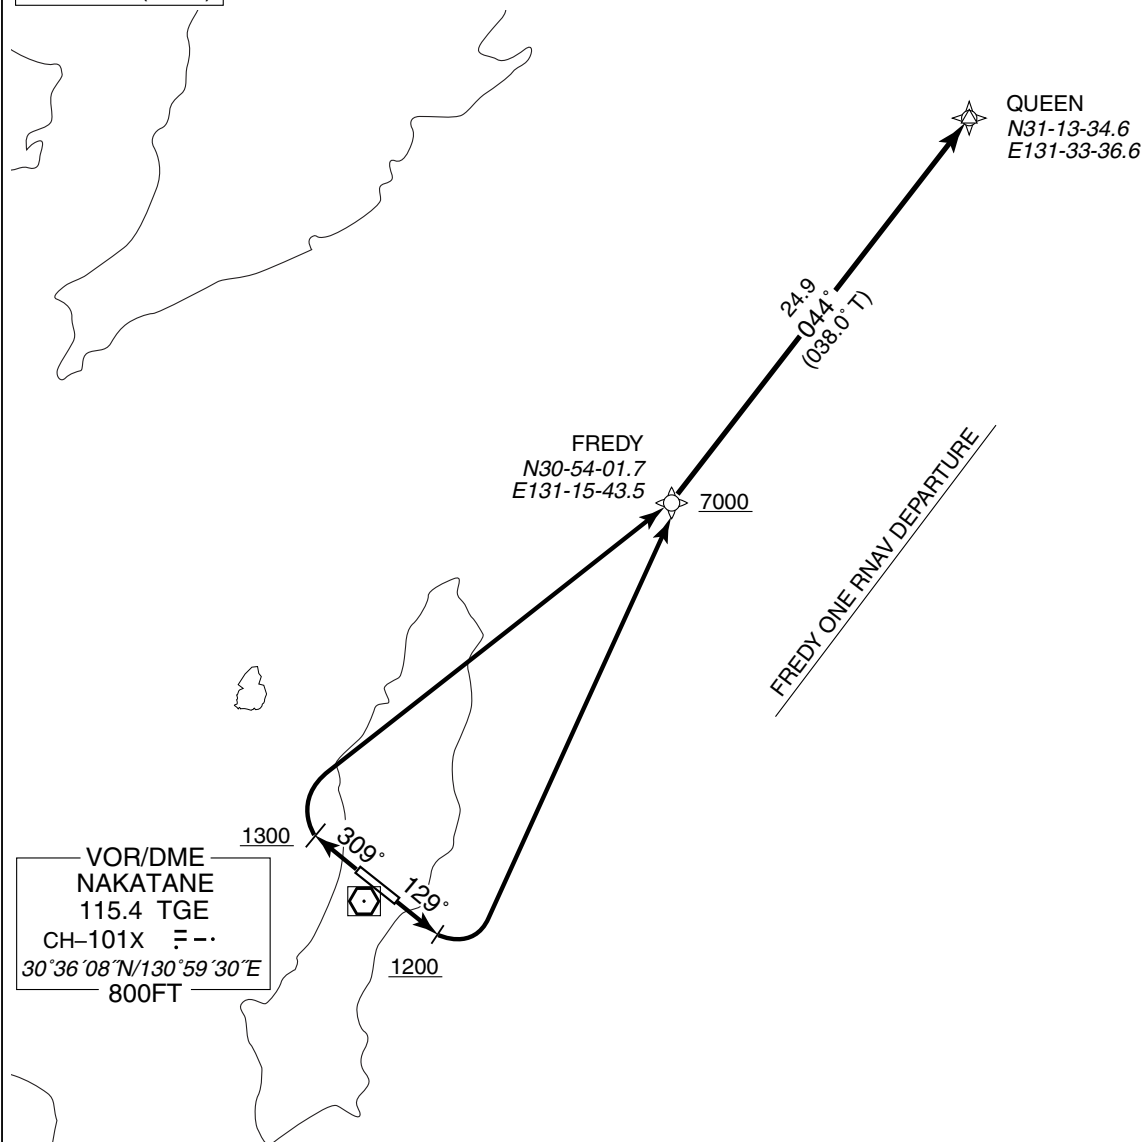 QUEEN
N31-13-34.6
E131-33-36.6
24.9
044°
(038.0° T)
FREDY
N30-54-01.7
E131-15-43.5
7000
FREDY ONE RNAV DEPARTURE
1300
309°
129°
1200
VOR/DME
NAKATANE
115.4 TGE
CH–101X
30°36´08˝N/130°59´30˝E
800FT